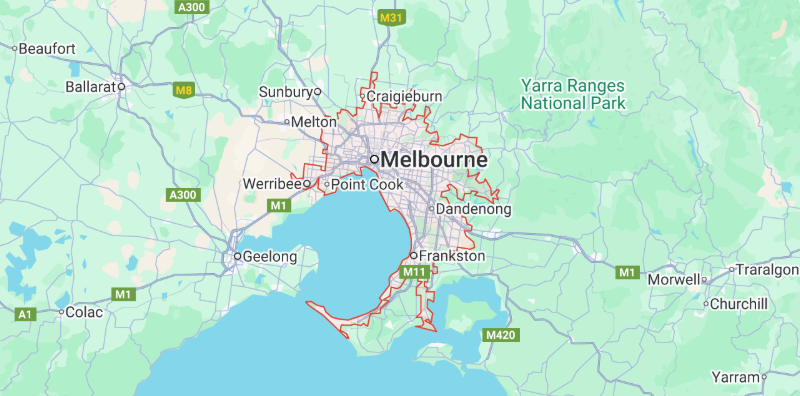 A300
M31
Beaufort
Ballarat
M8
Sunbury
Craigieburn
Yarra Ranges
National Park
Melton
Melbourne
Werribee
Point Cook
A300
M1
Dandenong
Geelong
Frankston
M11
M1
Traralgon
Morwell
M1
Churchill
A1
Colac
M420
Yarram